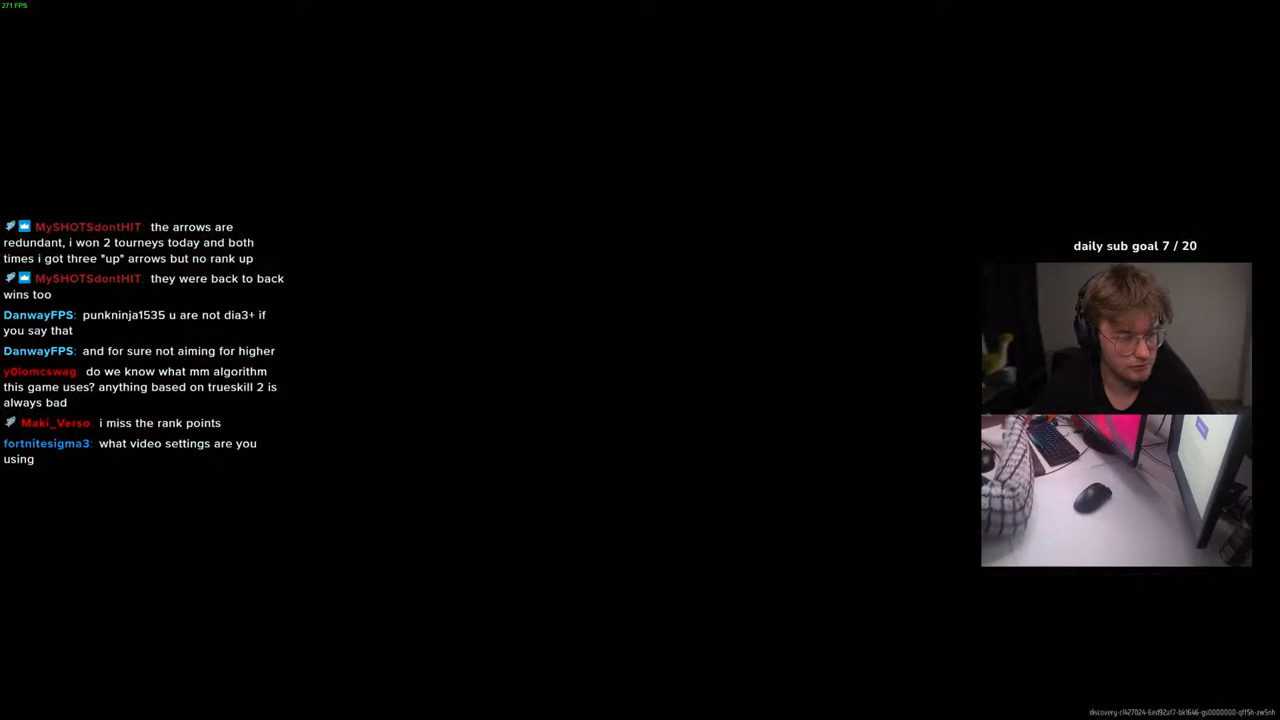 271 FPS
MySHOTSdontHIT: the arrows are
redundant, i won 2 tourneys today and both
times i got three "up" arrows but no rank up
MySHOTSdontHIT: they were back to back
wins too
DanwayFPS: punkninja1535 u are not dia3+ if
you say that
DanwayFPS: and for sure not aiming for higher
y0lomcswag: do we know what mm algorithm
this game uses? anything based on trueskill 2 is
always bad
Maki_Verso: i miss the rank points
fortnitesigma3: what video settings are you
using
daily sub goal 7 / 20